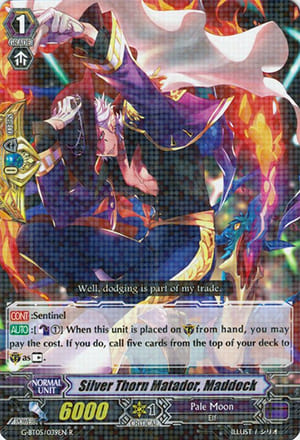 1
GRADE
Well, dodging is part of my trade.
CONT :Sentinel
AUTO :[ 1 ] When this unit is placed on from hand, you may
pay the cost. If you do, call five cards from the top of your deck to
as .
Silver Thorn Matador, Maddock
NORMAL
UNIT
6000
1
CRITICAL
Pale Moon
Elf
G-BT05/039EN R